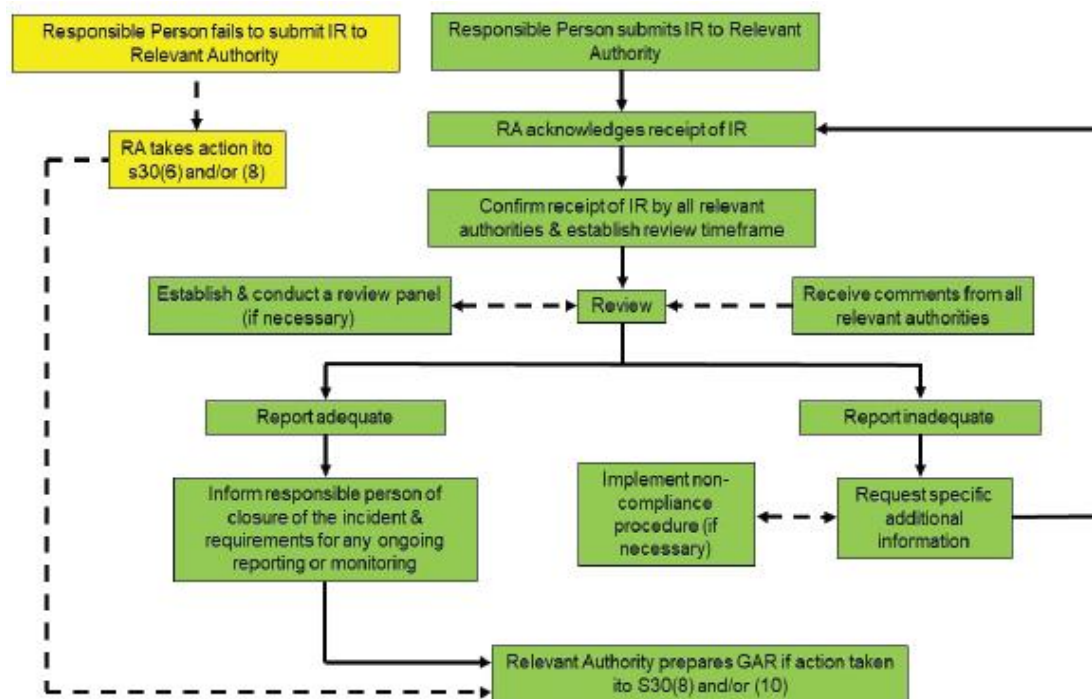 Responsible Person fails to submit IR to
Relevant Authority
Responsible Person submits IR to Relevant
Authority
RA acknowledges receipt of IR
RA takes action ito
s30(6) and/or (8)
Confirm receipt of IR by all relevant
authorities & establish review timeframe
Establish & conduct a review panel
(if necessary)
Review
Receive comments from all
relevant authorities
Report adequate
Report inadequate
Inform responsible person of
closure of the incident &
requirements for any ongoing
reporting or monitoring
Implement non-
compliance
procedure (if
necessary)
Request specific
additional
information
Relevant Authority prepares GAR if action taken
ito S30(8) and/or (10)